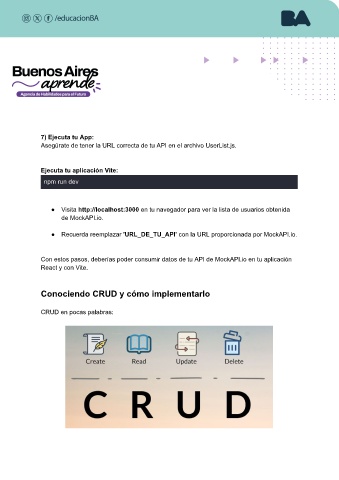 /educacionBA
BA
Buenos Aires
aprende
Agencia de Habilidades para el Futuro
7) Ejecuta tu App:
Asegúrate de tener la URL correcta de tu API en el archivo UserList.js.
Ejecuta tu aplicación Vite:
npm run dev
● Visita http://localhost:3000 en tu navegador para ver la lista de usuarios obtenida
de MockAPI.io.
● Recuerda reemplazar 'URL_DE_TU_API' con la URL proporcionada por MockAPI.io.
Con estos pasos, deberías poder consumir datos de tu API de MockAPI.io en tu aplicación
React y con Vite.
Conociendo CRUD y cómo implementarlo
CRUD en pocas palabras:
Create Read Update Delete
C R U D